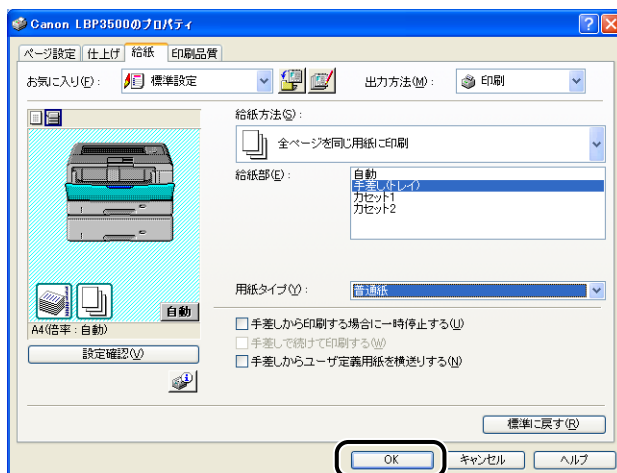 Canon LBP3500のプロパティ
ページ設定 仕上げ 給紙 印刷品質
お気に入り(F): 標準設定 出力方法(M): 印刷
給紙方法(S):
全ページを同じ用紙に印刷
給紙部(E):
自動
手差し(トレイ)
カセット1
カセット2
用紙タイプ(Y): 普通紙
自動
A4(倍率:自動)
設定確認(V)
手差しから印刷する場合に一時停止する(U)
手差しで続けて印刷する(W)
手差しからユーザ定義用紙を横送りする(N)
標準に戻す(R)
OK キャンセル ヘルプ